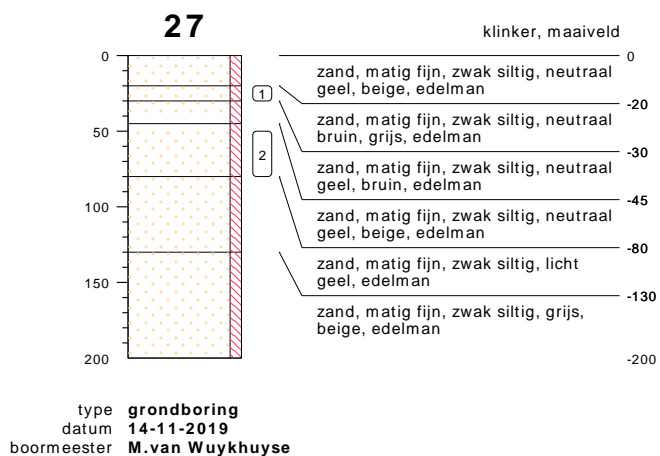 27
klinker, maaiveld
0
0
zand, matig fijn, zwak siltig, neutraal
geel, beige, edelman
-20
1
zand, matig fijn, zwak siltig, neutraal
bruin, grijs, edelman
-30
50
2
zand, matig fijn, zwak siltig, neutraal
geel, bruin, edelman
-45
zand, matig fijn, zwak siltig, neutraal
geel, beige, edelman
-80
100
zand, matig fijn, zwak siltig, licht
geel, edelman
-130
150
zand, matig fijn, zwak siltig, grijs,
beige, edelman
200
-200
type grondboring
datum 14-11-2019
boormeester M.van Wuykhuyse